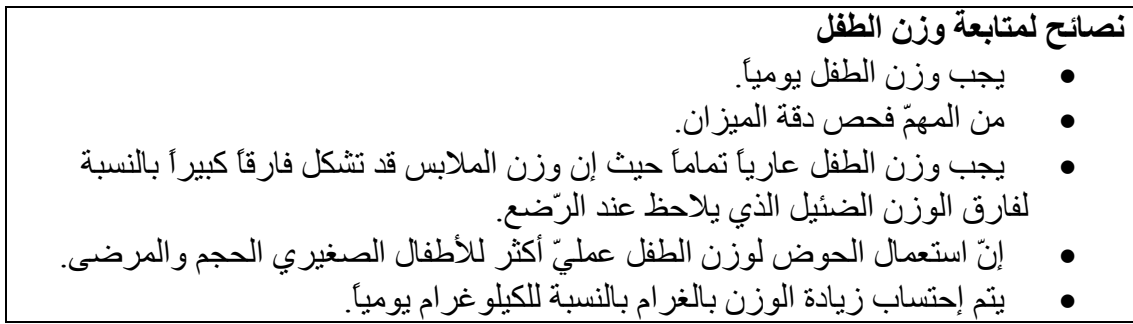 نصائح لمتابعة وزن الطفل
• يجب وزن الطفل يومياً.
• من المهمّ فحص دقة الميزان.
• يجب وزن الطفل عارياً تماماً حيث إن وزن الملابس قد تشكل فارقاً كبيراً بالنسبة
لفارق الوزن الضئيل الذي يلاحظ عند الرّضع.
• إنّ استعمال الحوض لوزن الطفل عمليّ أكثر للأطفال الصغيري الحجم والمرضى.
• يتم إحتساب زيادة الوزن بالغرام بالنسبة للكيلوغرام يومياً.